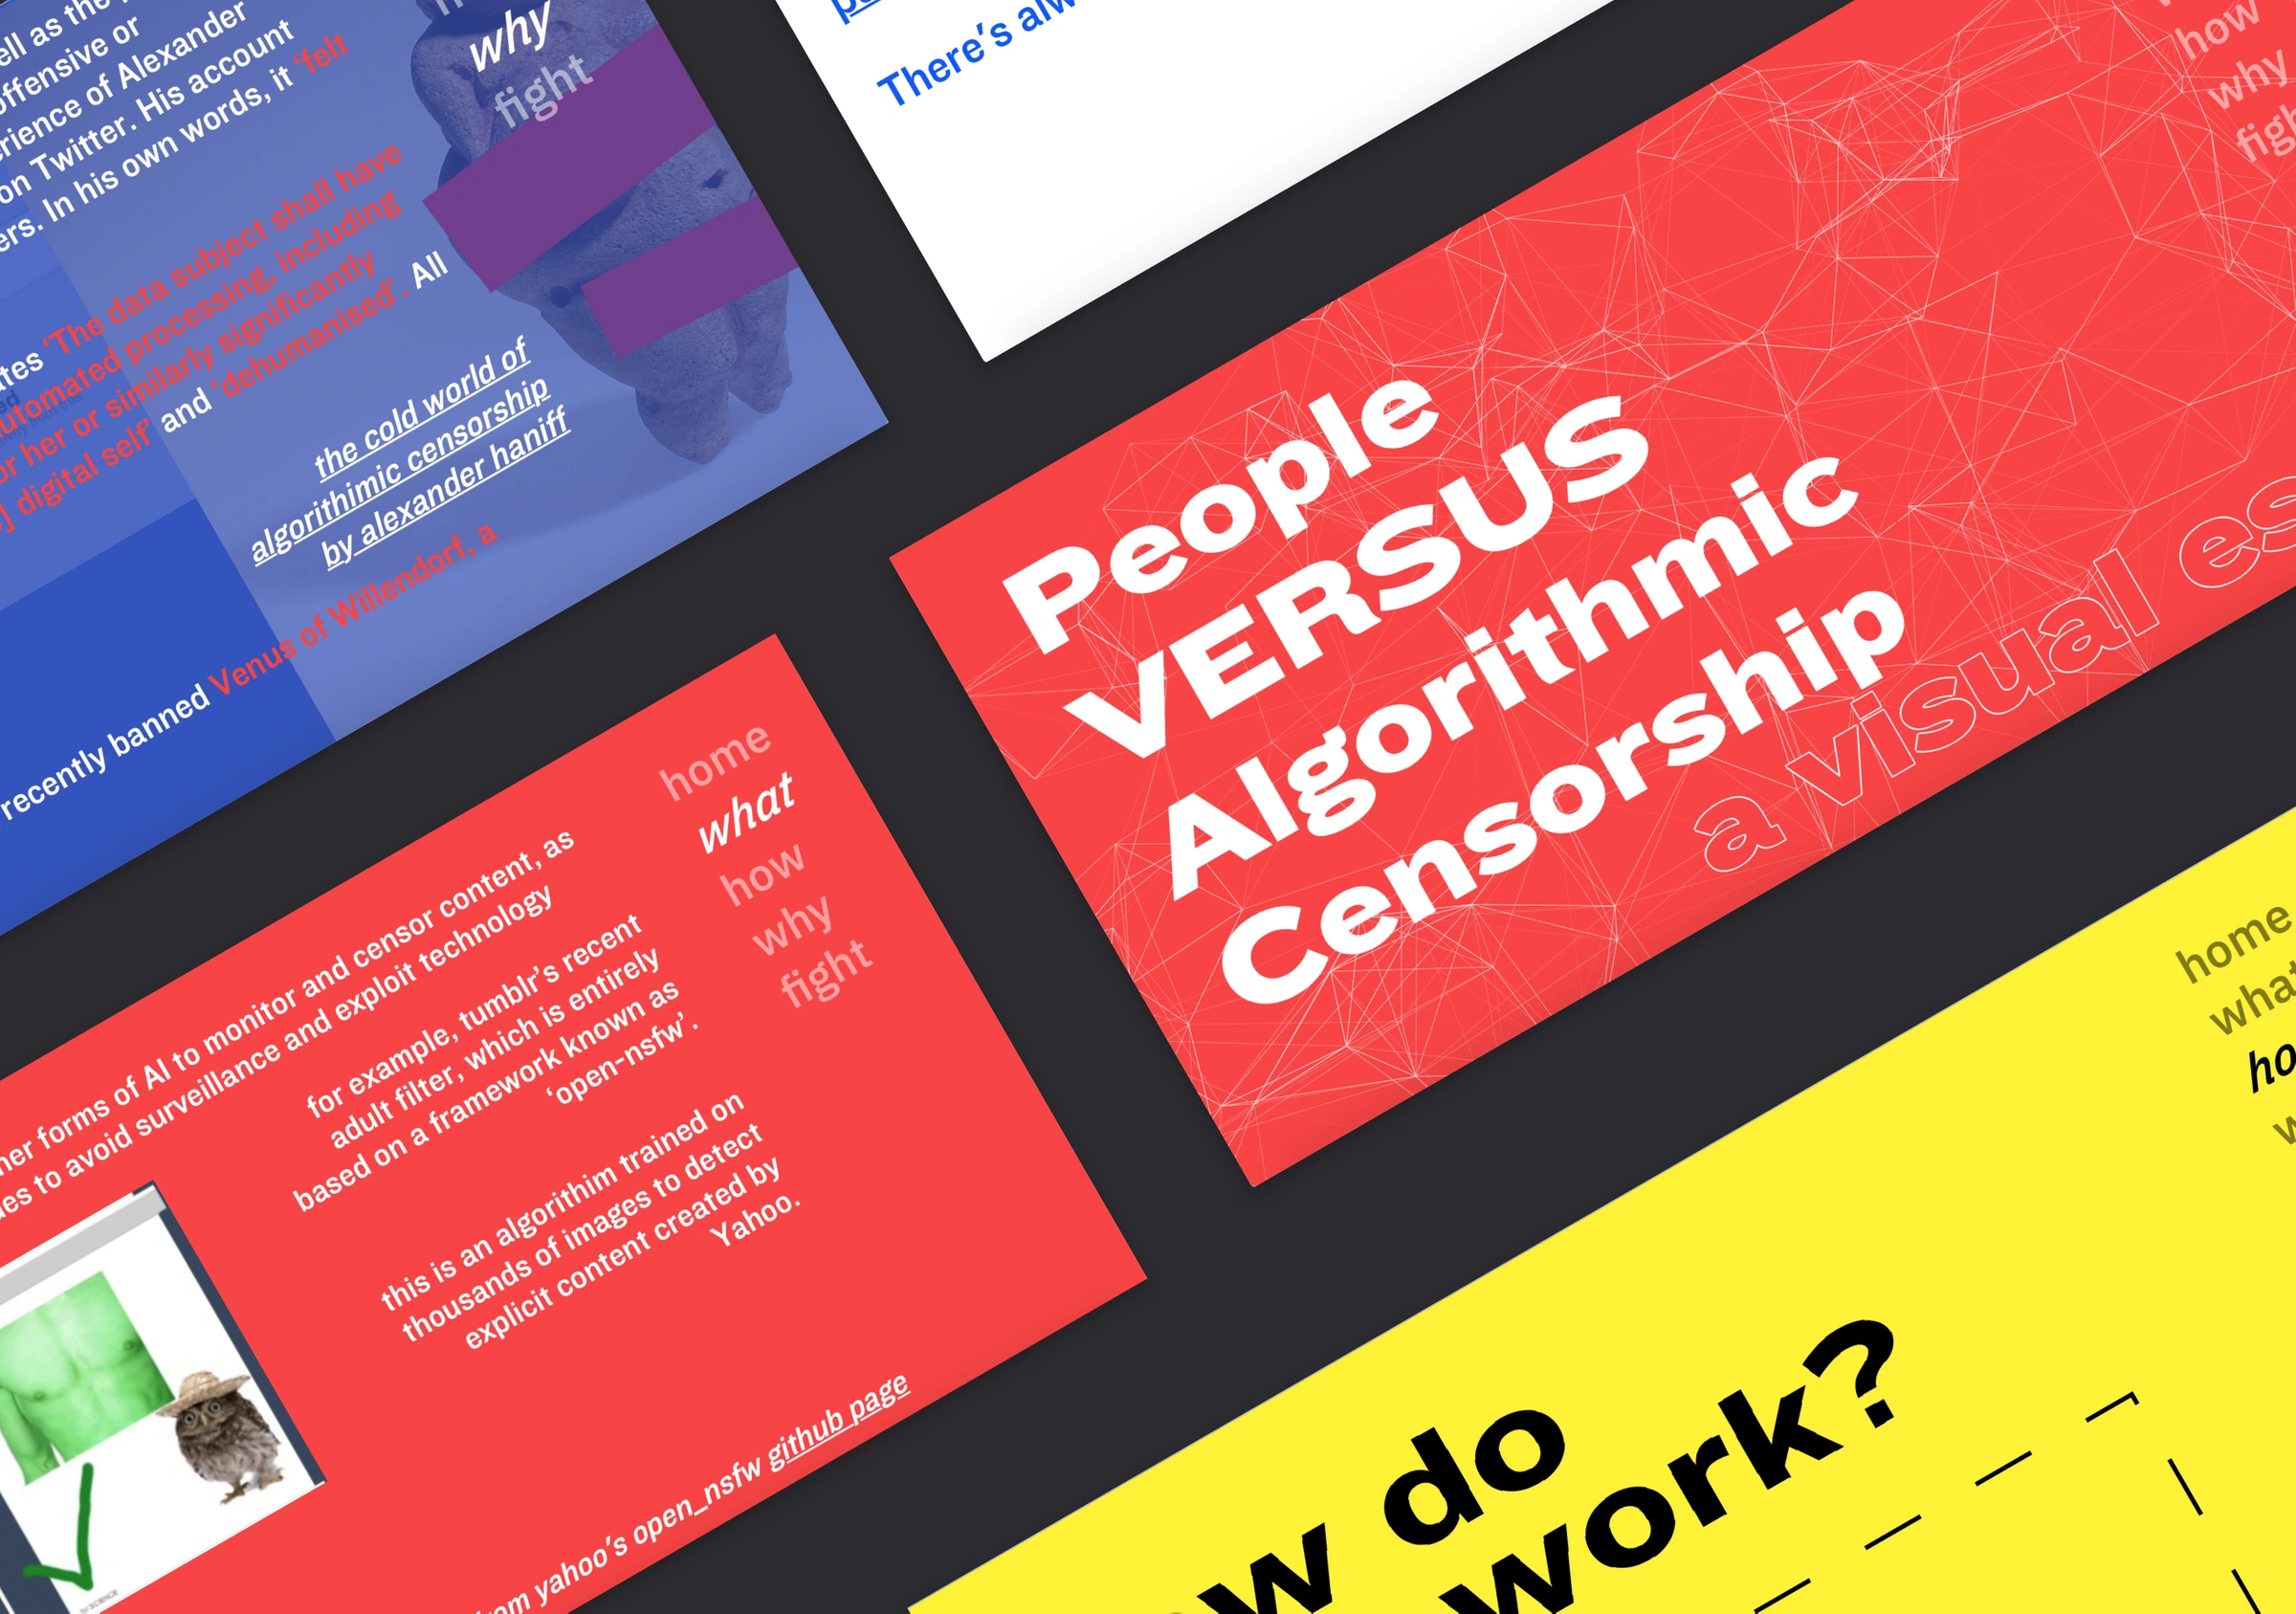 ell as the
offensive or
rience of Alexander
on Twitter. His account
ers. In his own words, it ‘felt
ates ‘The data subject shall have
automated processing, including
or her or similarly significantly
] digital self’ and ‘dehumanised’. All
the cold world of
algorithimic censorship
by alexander haniff
recently banned Venus of Willendorf, a
why
fight
There’s alw
how
why
figh
People
VERSUS
Algorithmic
Censorship
a visual es
home
what
how
why
fight
her forms of AI to monitor and censor content, as
es to avoid surveillance and exploit technology
for example, tumblr’s recent
adult filter, which is entirely
based on a framework known as
‘open-nsfw’.
this is an algorithim trained on
thousands of images to detect
explicit content created by
Yahoo.
from yahoo’s open_nsfw github page
home
what
ho
w
ow do
work?